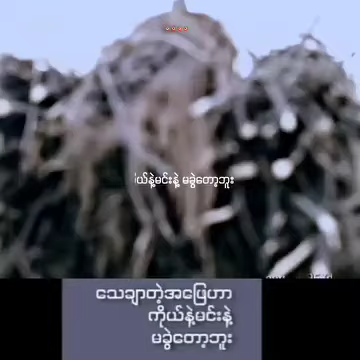 ိုယ်နဲ့မင်းနဲ့ မခွဲတော့ဘူး
သေချာတဲ့အဖြေဟာ
ကိုယ်နဲ့မင်းနဲ့
မခွဲတော့ဘူး